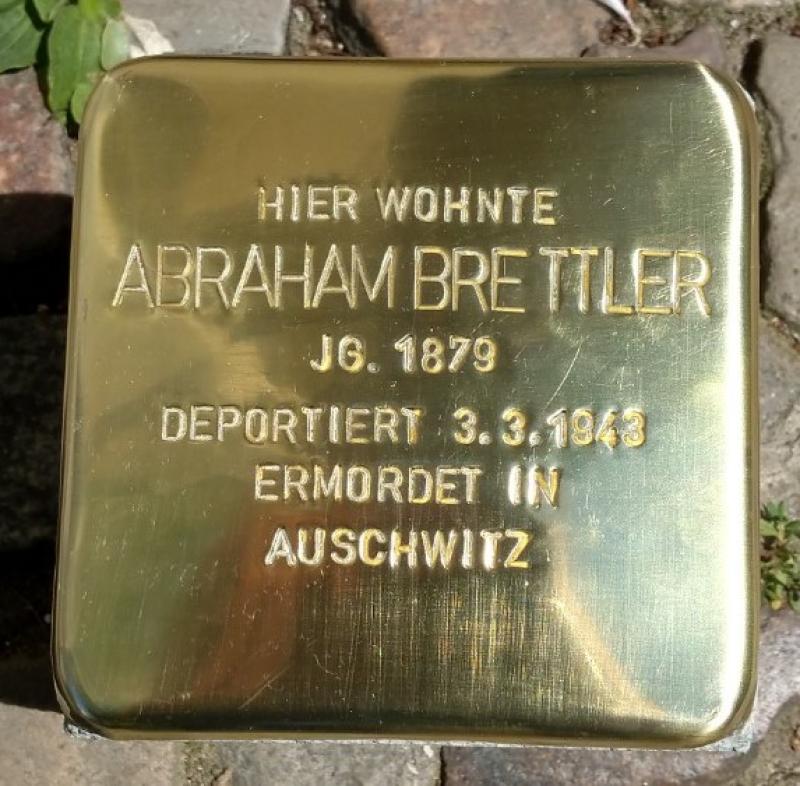 HIER WOHNTE
ABRAHAM BRETTLER
JG. 1879
DEPORTIERT 3.3.1943
ERMORDET IN
AUSCHWITZ